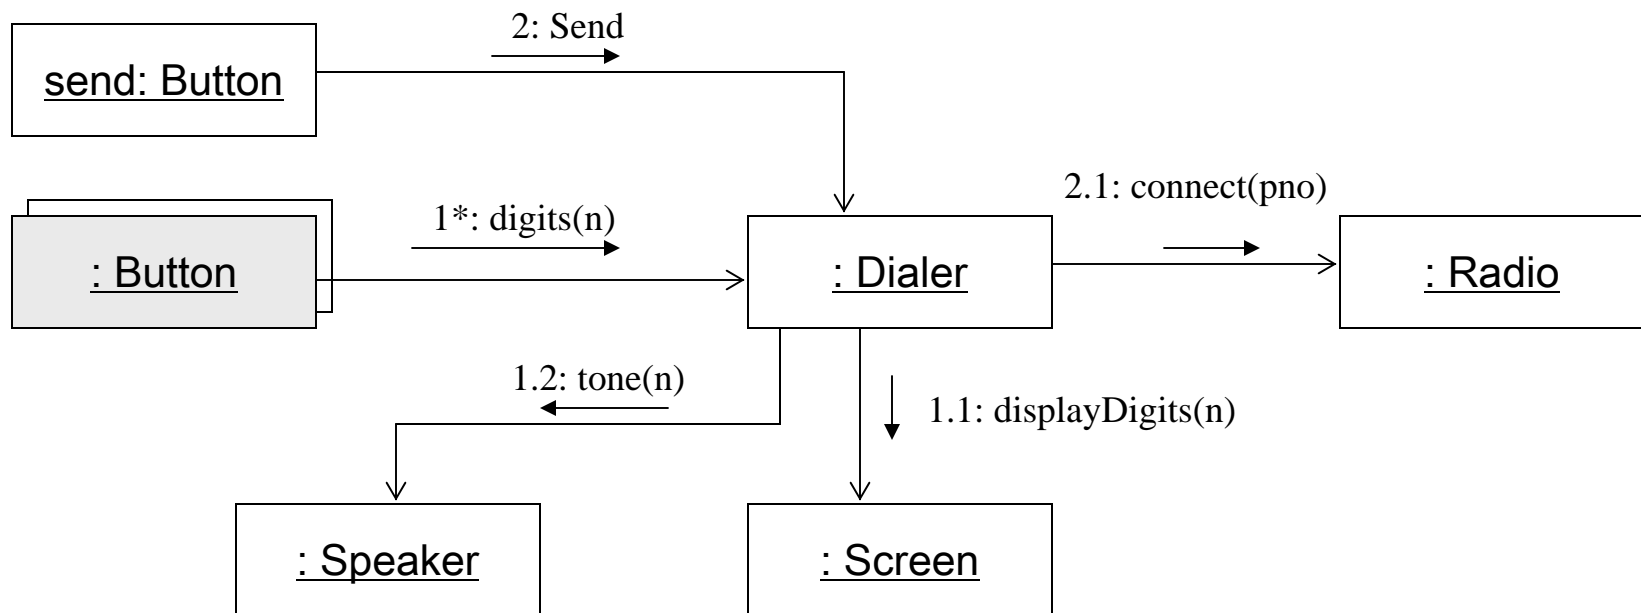 2: Send
send: Button
1*: digits(n)
2.1: connect(pno)
: Button
: Dialer
: Radio
1.2: tone(n)
1.1: displayDigits(n)
: Speaker
: Screen